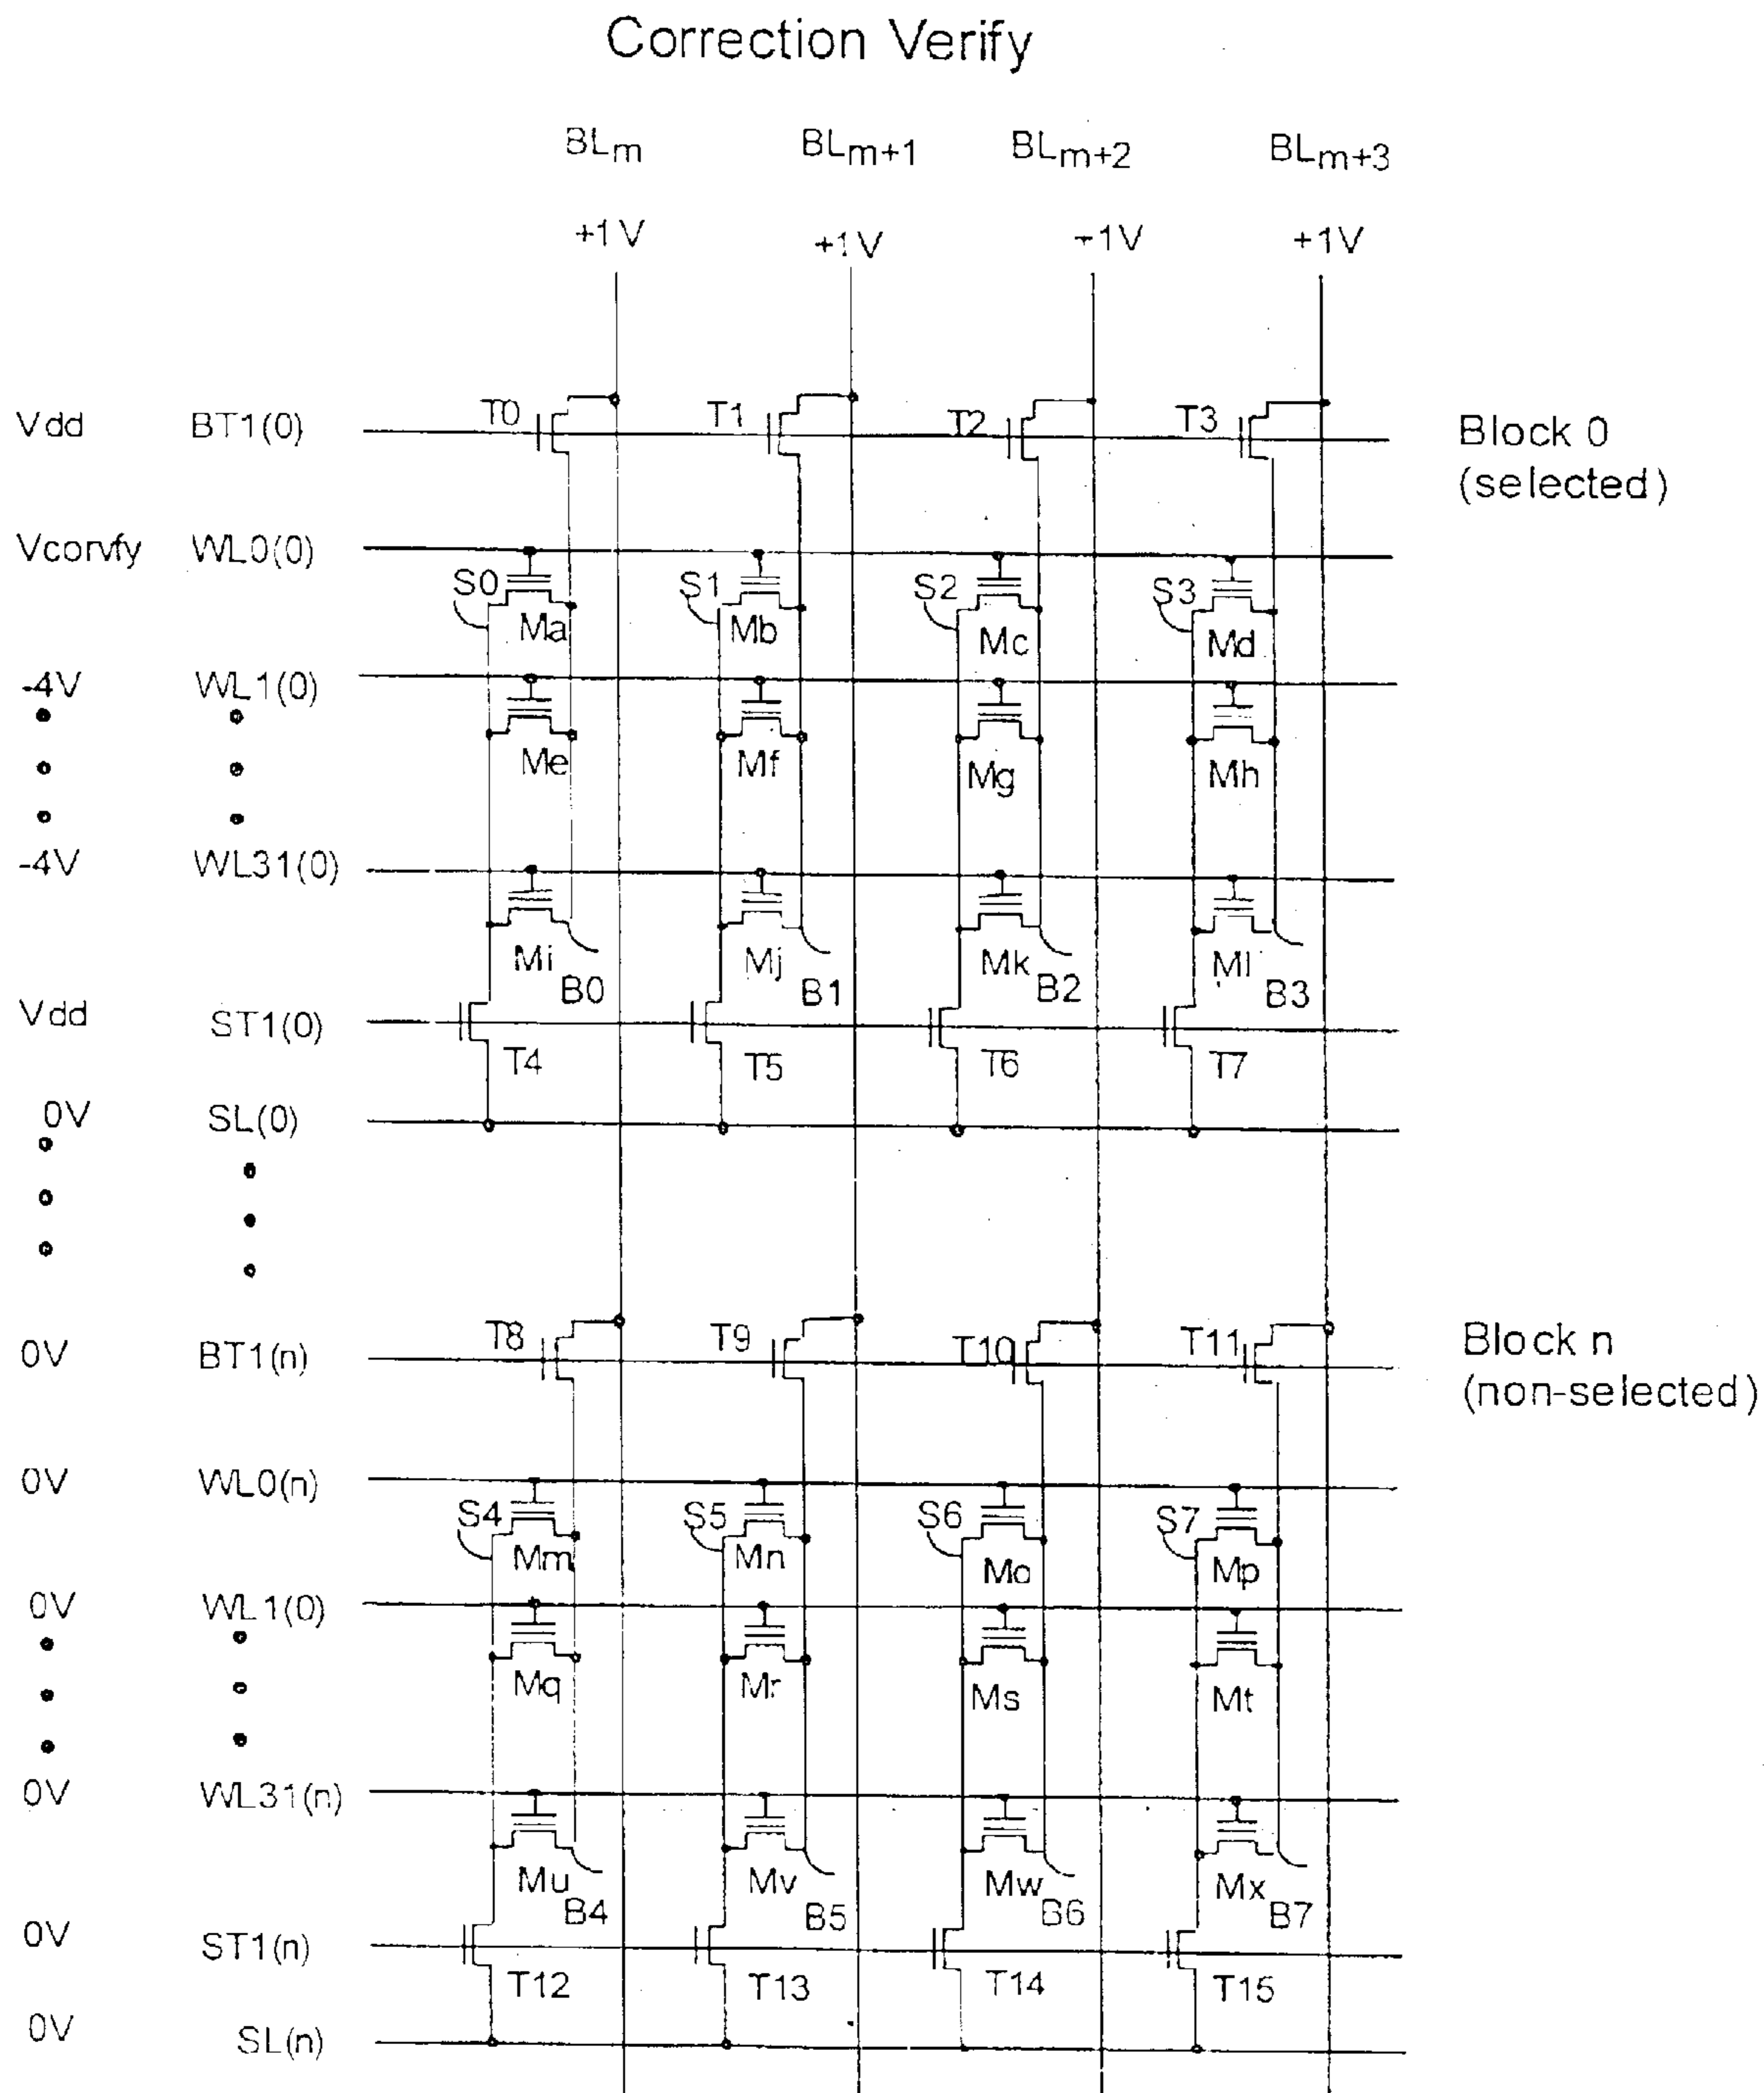 Correction Verify
BLm BLm+1 BLm+2 BLm+3
+1V +1V +1V +1V
Vdd BT1(0) T0 T1 T2 T3 Block 0
(selected)
Vcorvfy WL0(0)
S0 S1 S2 S3
Ma Mb Mc Md
-4V WL1(0)
Me Mf Mg Mh
-4V WL31(0)
Mi Mj Mk Ml
B0 B1 B2 B3
Vdd ST1(0)
T4 T5 T6 T7
0V SL(0)
T8 T9 T10 T11
0V BT1(n) Block n
(non-selected)
0V WL0(n)
S4 S5 S6 S7
Mm Mn Mo Mp
0V WL1(0)
Mq Mr Ms Mt
0V WL31(n)
Mu Mv Mw Mx
B4 B5 B6 B7
0V ST1(n)
T12 T13 T14 T15
0V SL(n)